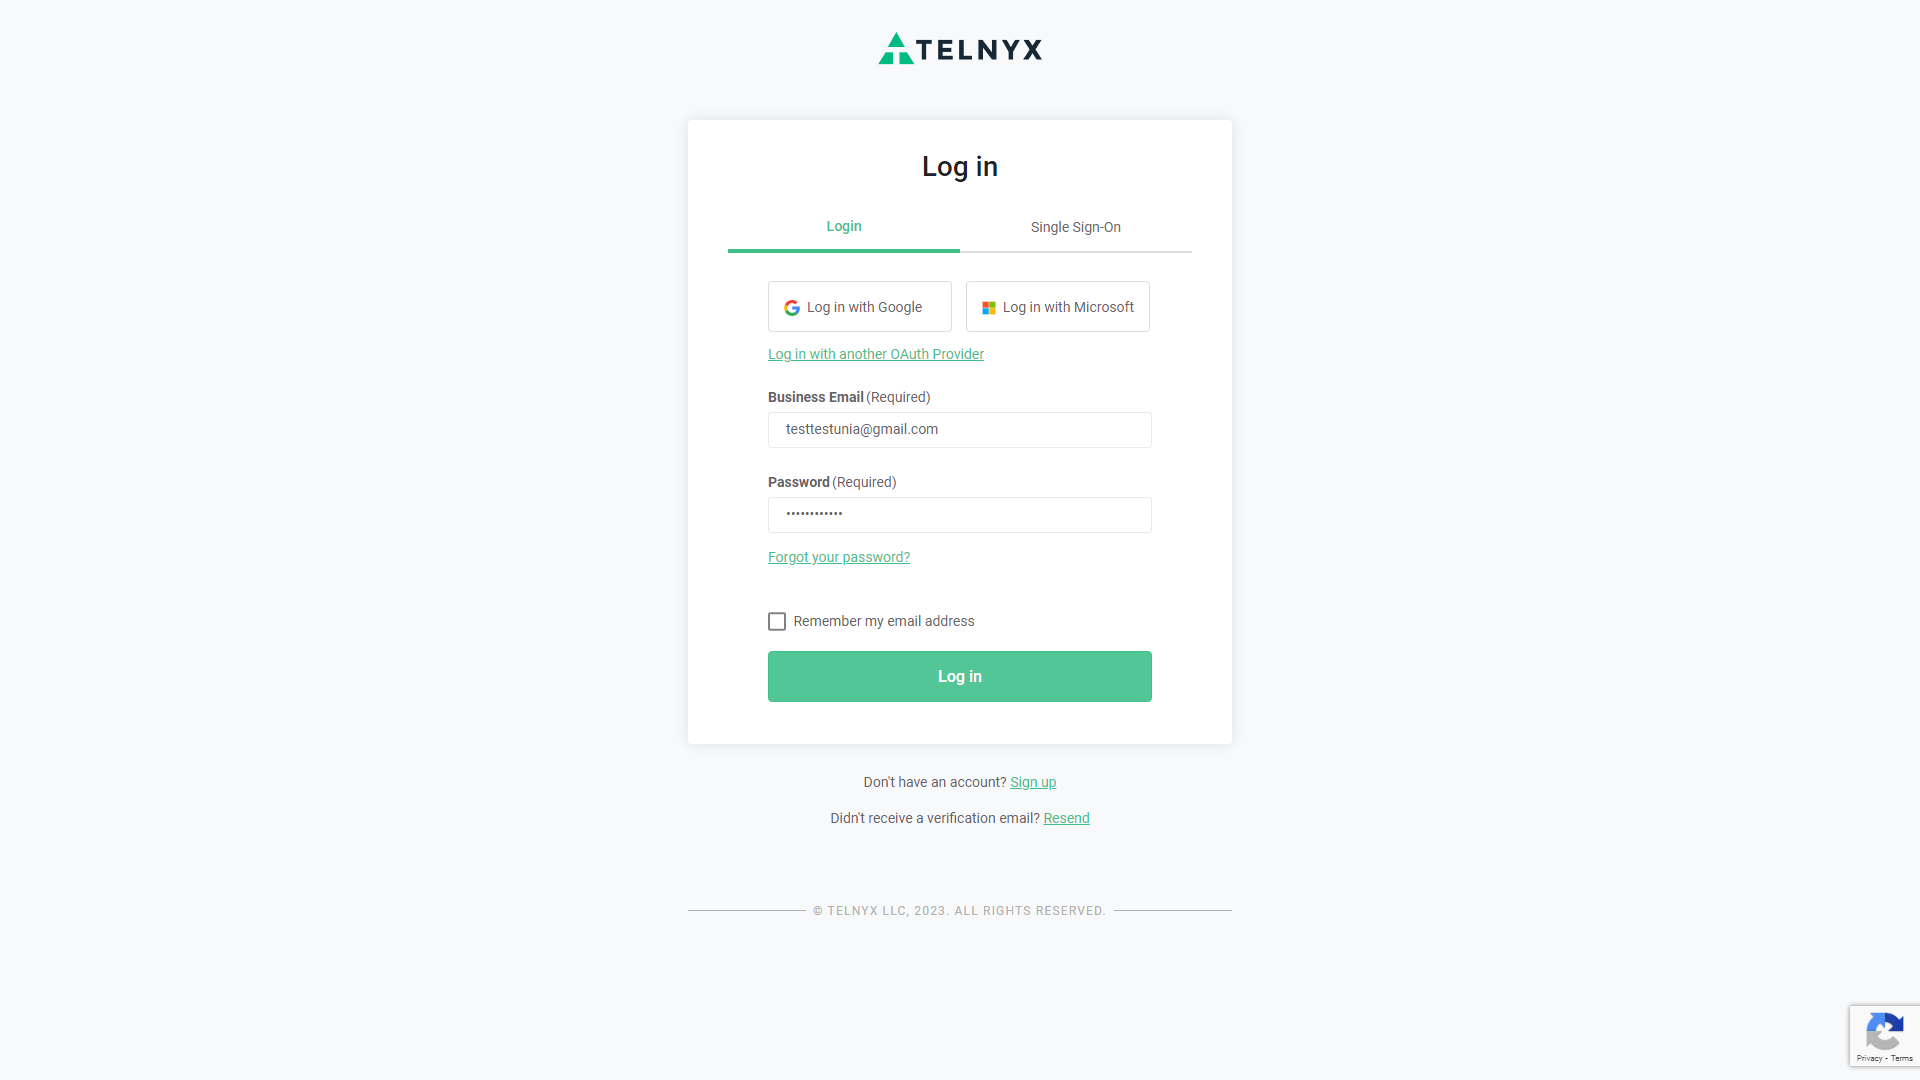 TELNYX
Log in
Login
Single Sign-On
Log in with Google
Log in with Microsoft
Log in with another OAuth Provider
Business Email (Required)
testtestunia@gmail.com
Password (Required)
••••••••••••
Forgot your password?
Remember my email address
Log in
Don't have an account? Sign up
Didn't receive a verification email? Resend
© TELNYX LLC, 2023. ALL RIGHTS RESERVED.
Privacy - Terms